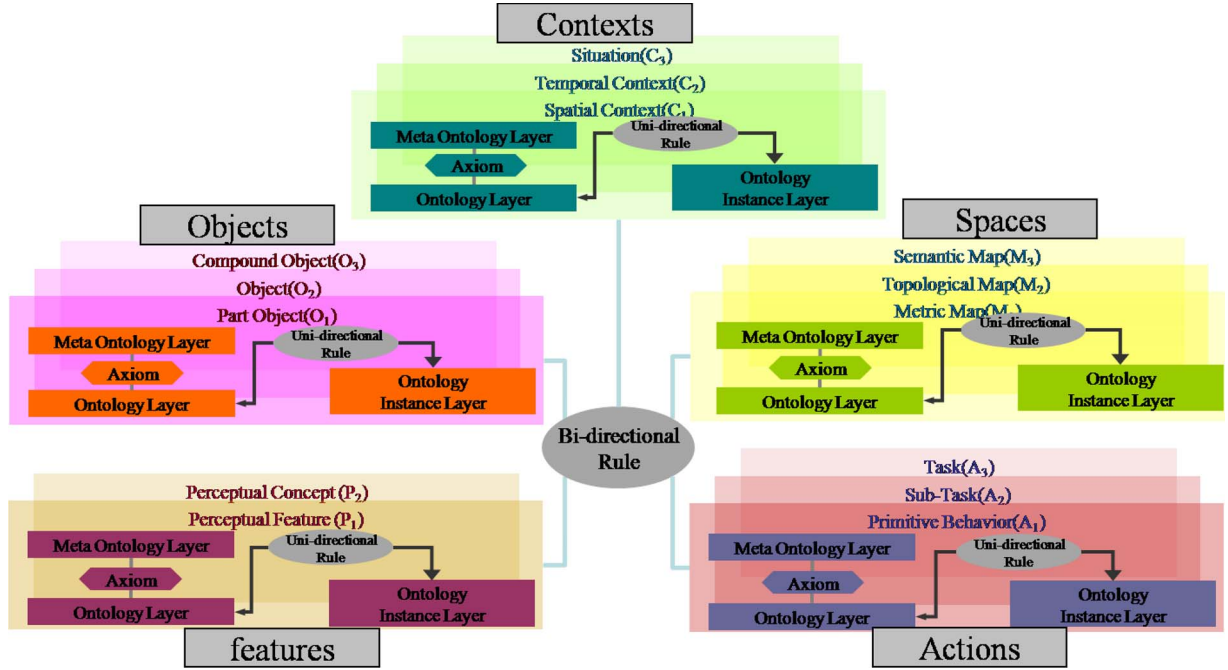 Contexts
Situation(C3)
Temporal Context(C2)
Spatial Context(C1)
Meta Ontology Layer
Uni-directional
Rule
Axiom
Ontology Layer
Ontology
Instance Layer
Objects
Compound Object(O3)
Object(O2)
Part Object(O1)
Meta Ontology Layer
Uni-directional
Rule
Axiom
Ontology Layer
Ontology
Instance Layer
Spaces
Semantic Map(M3)
Topological Map(M2)
Metric Map(M
Meta Ontology Layer
Uni-directional
Rule
Axiom
Ontology Layer
Ontology
Instance Layer
Bi-directional
Rule
Perceptual Concept (P2)
Perceptual Feature (P1)
Meta Ontology Layer
Uni-directional
Rule
Axiom
Ontology Layer
Ontology
Instance Layer
features
Task(A3)
Sub-Task(A2)
Primitive Behavior(A1)
Meta Ontology Layer
Uni-directional
Rule
Axiom
Ontology Layer
Ontology
Instance Layer
Actions